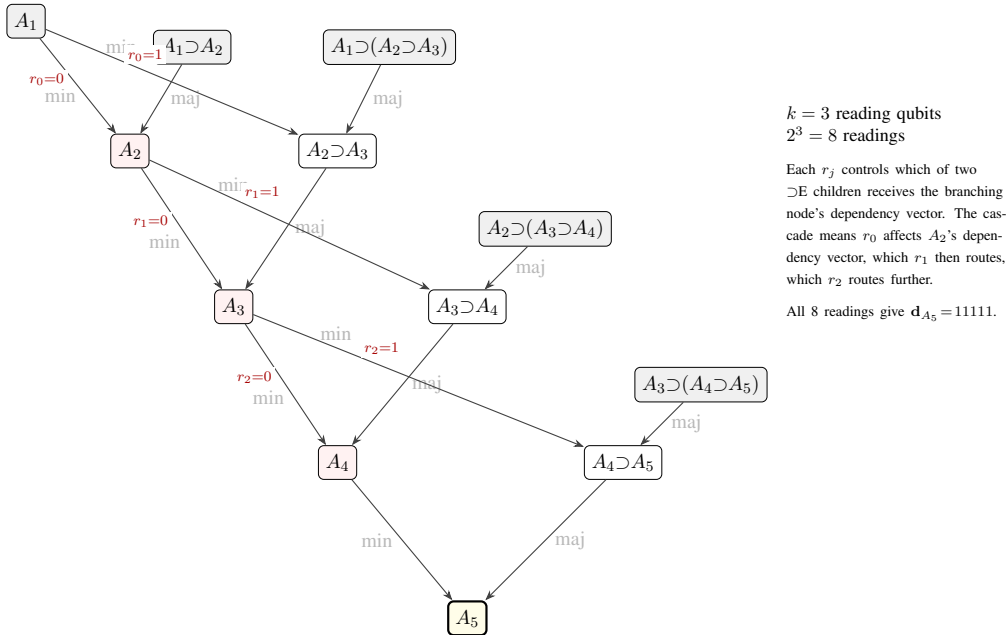 A₁
A₁⊃A₂
A₁⊃(A₂⊃A₃)
min
r₀=1
r₀=0
min
maj
maj
A₂
A₂⊃A₃
min
r₁=1
r₁=0
min
maj
A₂⊃(A₃⊃A₄)
maj
A₃
A₃⊃A₄
min
r₂=1
r₂=0
min
maj
A₃⊃(A₄⊃A₅)
maj
A₄
A₄⊃A₅
min
maj
A₅
k = 3 reading qubits
2³ = 8 readings
Each rⱼ controls which of two
⊃E children receives the branching
node's dependency vector. The cas-
cade means r₀ affects A₂'s depen-
dency vector, which r₁ then routes,
which r₂ routes further.
All 8 readings give d_{A₅}=11111.